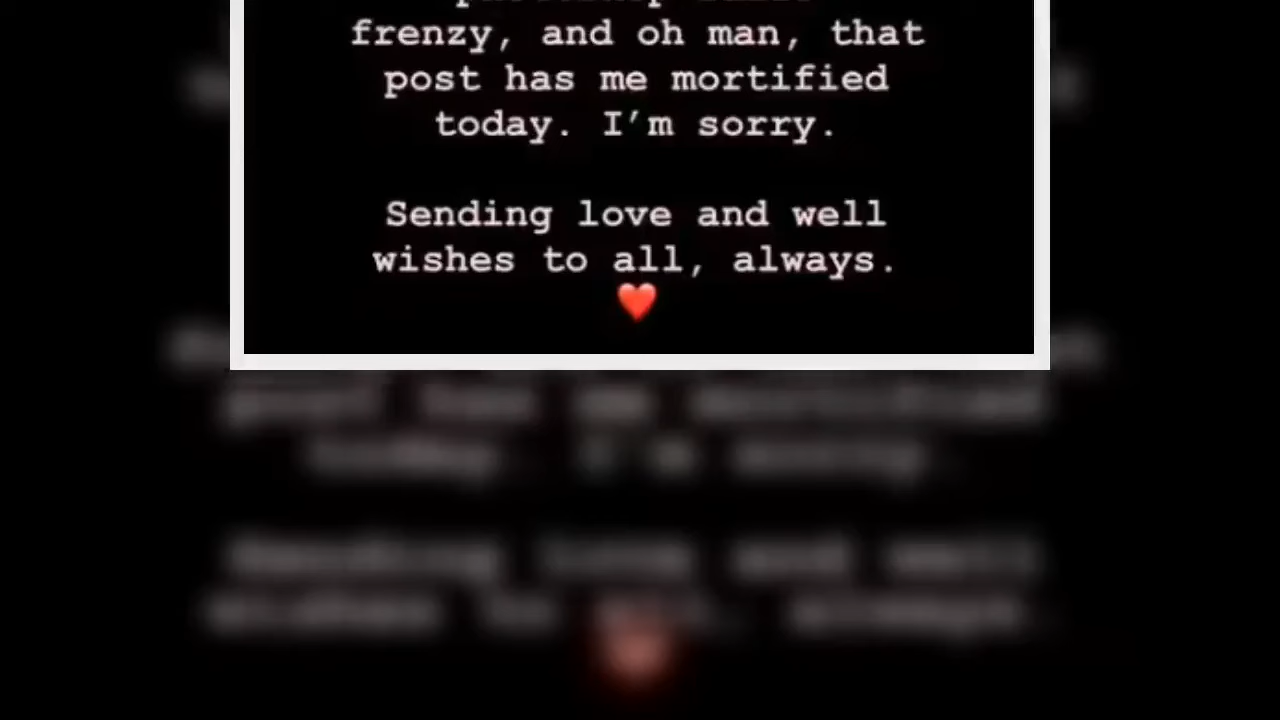 frenzy, and oh man, that
post has me mortified
today. I’m sorry.
Sending love and well
wishes to all, always.
❤️